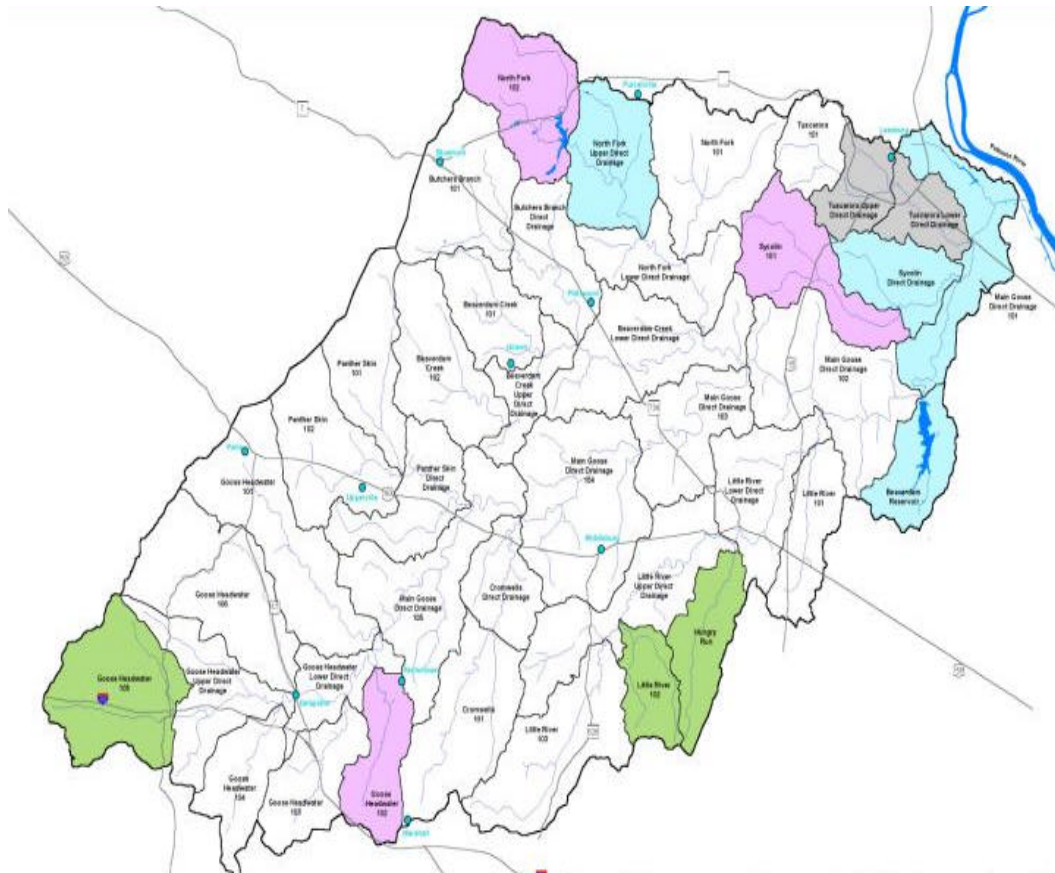 North Fork
102
Purcellville
7
7
Tuscarora
101
Leesburg
Potomac River
North Fork
Upper Direct
Drainage
North Fork
101
Bluemont
Butchers Branch
101
Butchers Branch
Direct
Drainage
Tuscarora Upper
Direct Drainage
Tuscarora Lower
Direct Drainage
Sycolin
101
Sycolin
Direct Drainage
North Fork
Lower Direct Drainage
Main Goose
Direct Drainage
101
Philomont
Beaverdam Creek
101
Beaverdam Creek
Lower Direct Drainage
Unison
Panther Skin
101
Beaverdam
Creek
102
Beaverdam
Creek
Upper
Direct
Drainage
Main Goose
Direct Drainage
102
Main Goose
Direct Drainage
103
Panther Skin
102
Goose Headwater
101
Upperville
Panther Skin
Direct
Drainage
Main Goose
Direct Drainage
104
Little River
Lower Direct
Drainage
Little River
101
Beaverdam
Reservoir
Middleburg
Goose Headwater
106
Main Goose
Direct Drainage
105
Cromwells
Direct Drainage
Little River
Upper Direct
Drainage
Hungry
Run
Goose Headwater
105
Goose Headwater
Upper Direct
Drainage
Goose Headwater
Lower Direct
Drainage
Little River
102
Cromwells
101
Little River
103
Goose
Headwater
104
Goose Headwater
103
Goose
Headwater
102
Marshall